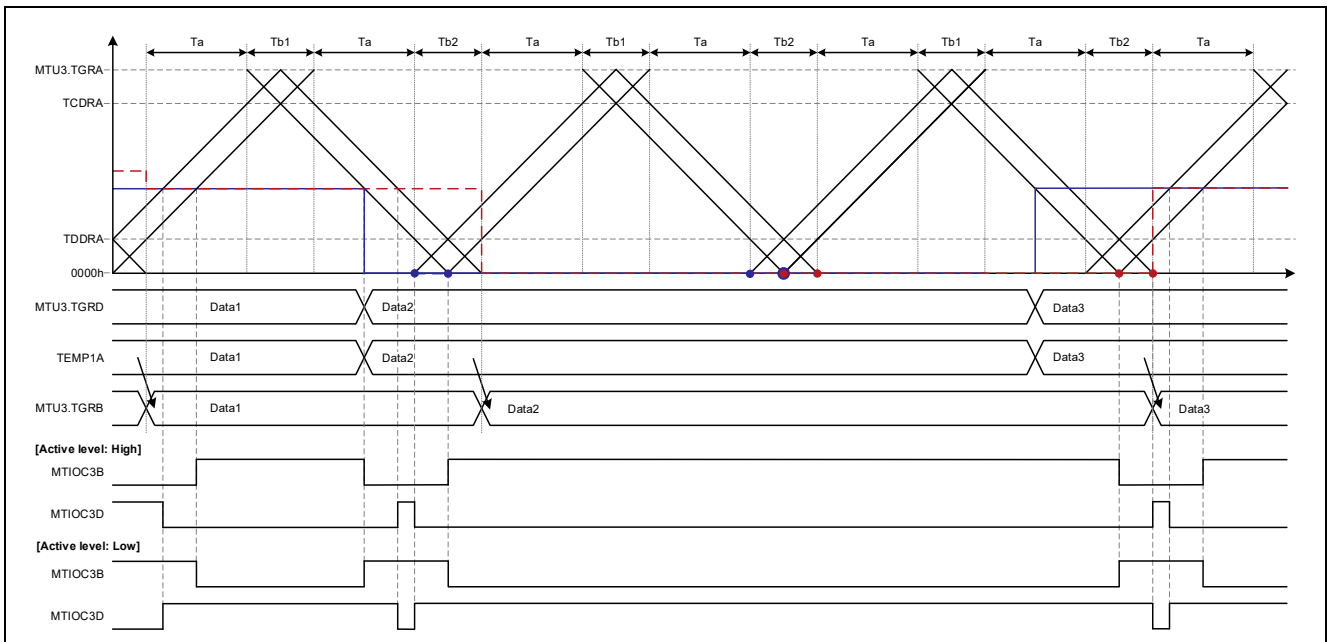 Ta Tb1 Ta Tb2 Ta Tb1 Ta Tb2 Ta Tb1 Ta Tb2 Ta
MTU3.TGRA
TCDRA
TDDRA
0000h
MTU3.TGRD Data1 Data2 Data3
TEMP1A Data1 Data2 Data3
MTU3.TGRB Data1 Data2 Data3
[Active level: High]
MTIOC3B
MTIOC3D
[Active level: Low]
MTIOC3B
MTIOC3D